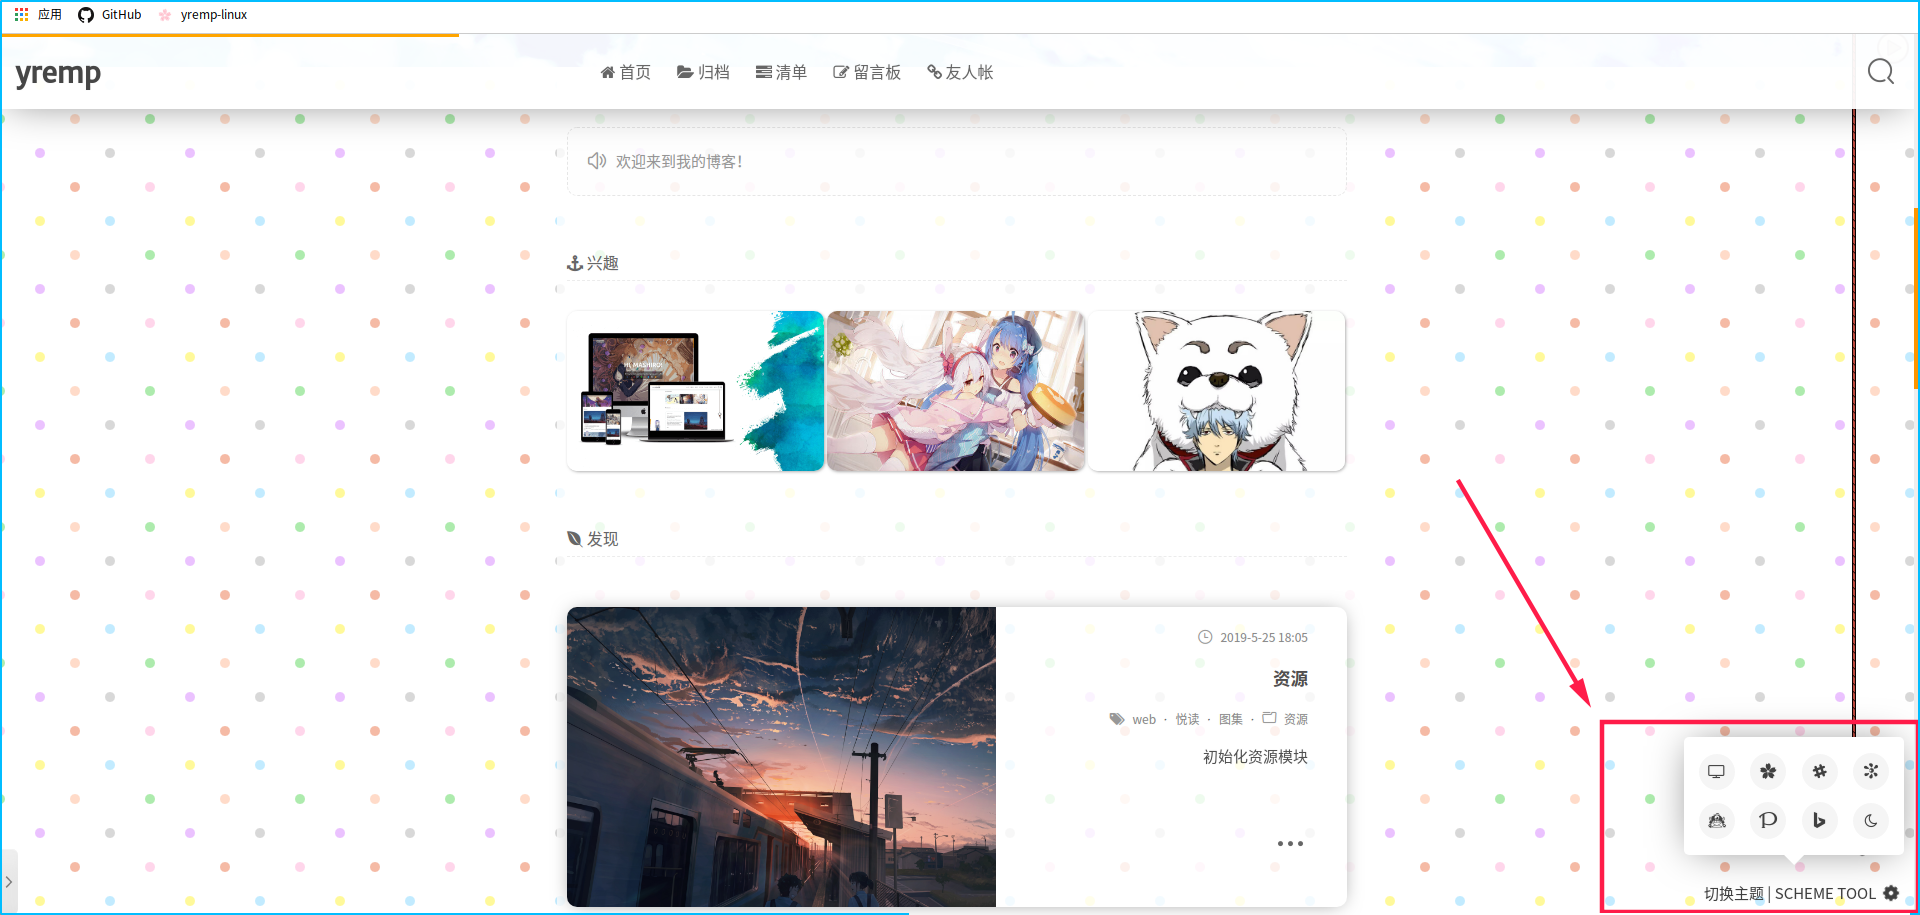 应用 GitHub yremp-linux
yremp 首页 归档 清单 留言板 友人帐
欢迎来到我的博客!
兴趣
HI, MASHIRO!
发现
2019-5-25 18:05
资源
web · 悦读 · 图集 · 资源
初始化资源模块
切换主题 | SCHEME TOOL